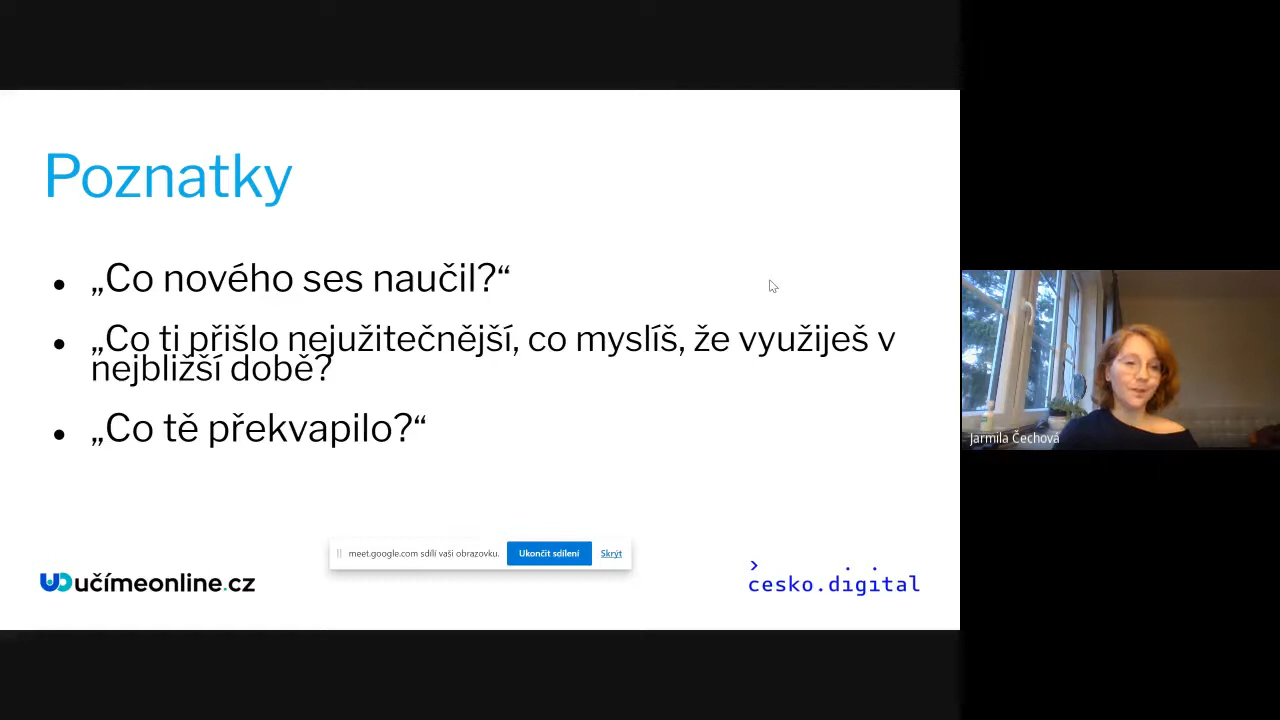 Poznatky
„Co nového ses naučil?“
„Co ti přišlo nejužitečnější, co myslíš, že využiješ v
nejbližší době?
„Co tě překvapilo?“
meet.google.com sdílí vaši obrazovku.
Ukončit sdílení
Skrýt
učímeonline.cz
cesko.digital
Jarmila Čechová